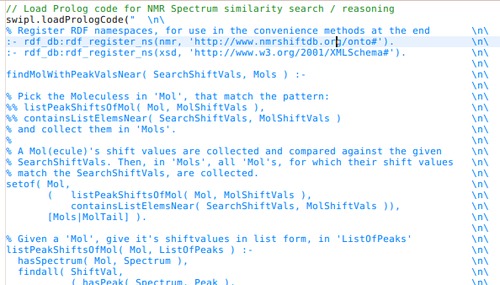 // Load Prolog code for NMR Spectrum similarity search / reasoning
swipl.loadPrologCode(" \n\
% Register RDF namespaces, for use in the convenience methods at the end \n\
:- rdf_db:rdf_register_ns(nmr, 'http://www.nmrshiftdb.org/onto#'). \n\
:- rdf_db:rdf_register_ns(xsd, 'http://www.w3.org/2001/XMLSchema#'). \n\
\n\
findMolWithPeakValsNear( SearchShiftVals, Mols ) :- \n\
\n\
% Pick the Moleculess in 'Mol', that match the pattern: \n\
%% listPeakShiftsOfMol( Mol, MolShiftVals ), \n\
%% containsListElemsNear( SearchShiftVals, MolShiftVals ) \n\
% and collect them in 'Mols'. \n\
% \n\
% A Mol(ecule)'s shift values are collected and compared against the given \n\
% SearchShiftVals. Then, in 'Mols', all 'Mol's, for which their shift values \n\
% match the SearchShiftVals, are collected. \n\
setof( Mol, \n\
( listPeakShiftsOfMol( Mol, MolShiftVals ), \n\
containsListElemsNear( SearchShiftVals, MolShiftVals )), \n\
[Mols|MolTail] ). \n\
\n\
% Given a 'Mol', give it's shiftvalues in list form, in 'ListOfPeaks' \n\
listPeakShiftsOfMol( Mol, ListOfPeaks ) :- \n\
hasSpectrum( Mol, Spectrum ), \n\
findall( ShiftVal, \n\
( hasPeak( Spectrum, Peak ), \n\